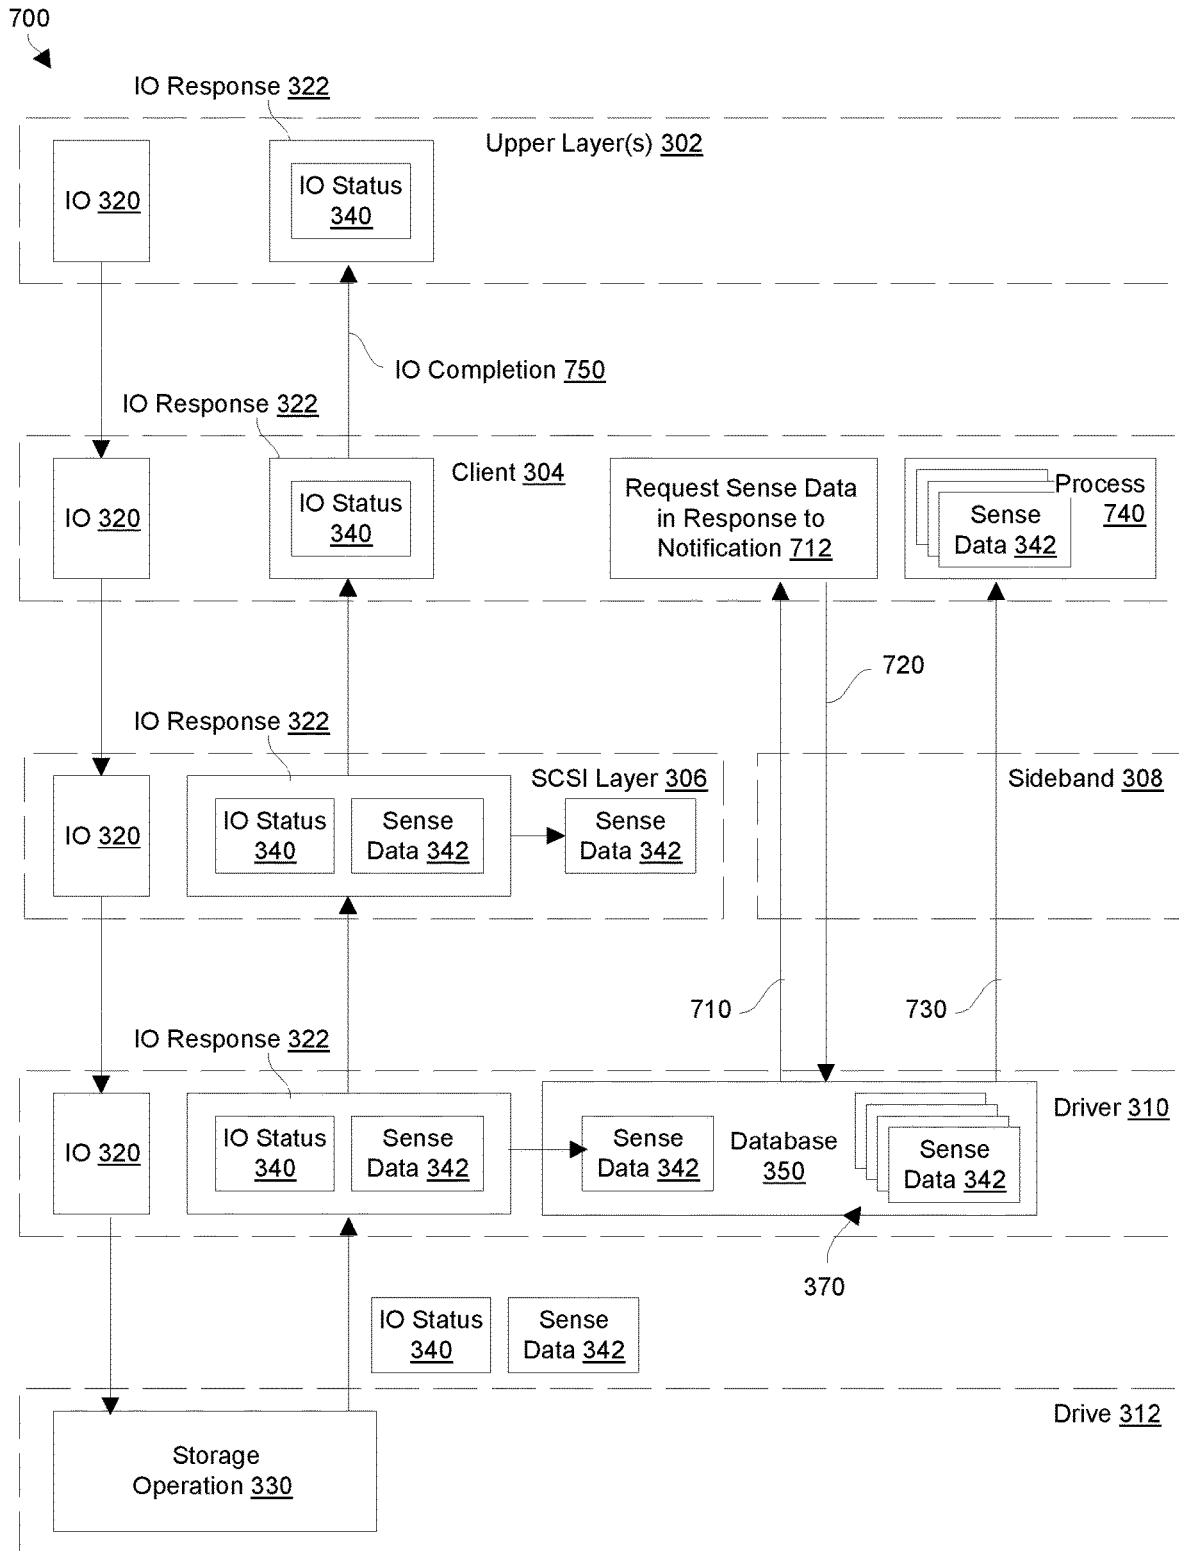 700
IO Response 322
Upper Layer(s) 302
IO 320
IO Status
340
IO Completion 750
IO Response 322
Client 304
IO 320
IO Status
340
Request Sense Data
in Response to
Notification 712
Process
740
Sense
Data 342
720
IO Response 322
SCSI Layer 306
Sideband 308
IO 320
IO Status
340
Sense
Data 342
Sense
Data 342
710
730
IO Response 322
Driver 310
IO 320
IO Status
340
Sense
Data 342
Sense
Data 342
Database
350
Sense
Data 342
370
IO Status
340
Sense
Data 342
Drive 312
Storage
Operation 330